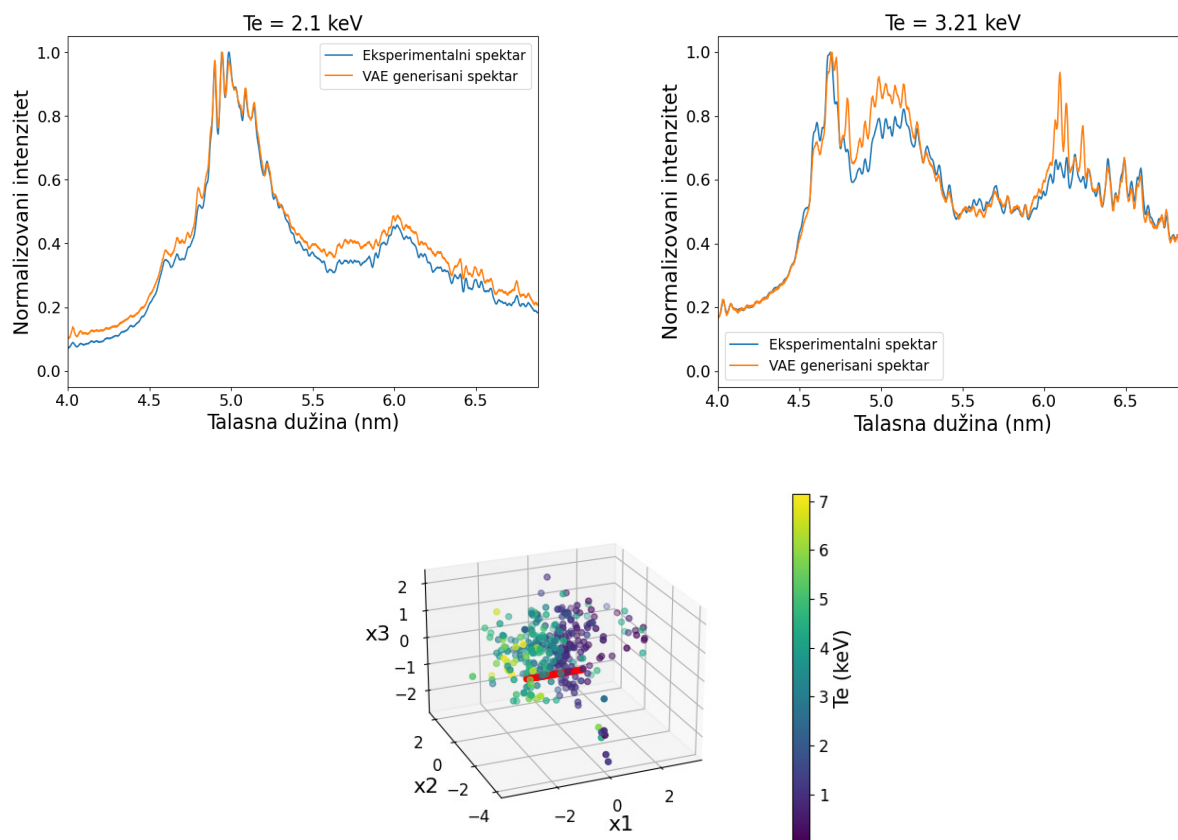 Te = 2.1 keV
Normalizovani intenzitet
1.0
0.8
0.6
0.4
0.2
0.0
Eksperimentalni spektar
VAE generisani spektar
4.0 4.5 5.0 5.5 6.0 6.5
Talasna dužina (nm)
Te = 3.21 keV
Normalizovani intenzitet
1.0
0.8
0.6
0.4
0.2
0.0
Eksperimentalni spektar
VAE generisani spektar
4.0 4.5 5.0 5.5 6.0 6.5
Talasna dužina (nm)
x3
2
1
0
−1
−2
x2
2
0
−2
−4
−2 0 2
x1
7
6
5
4
3
2
1
Te (keV)